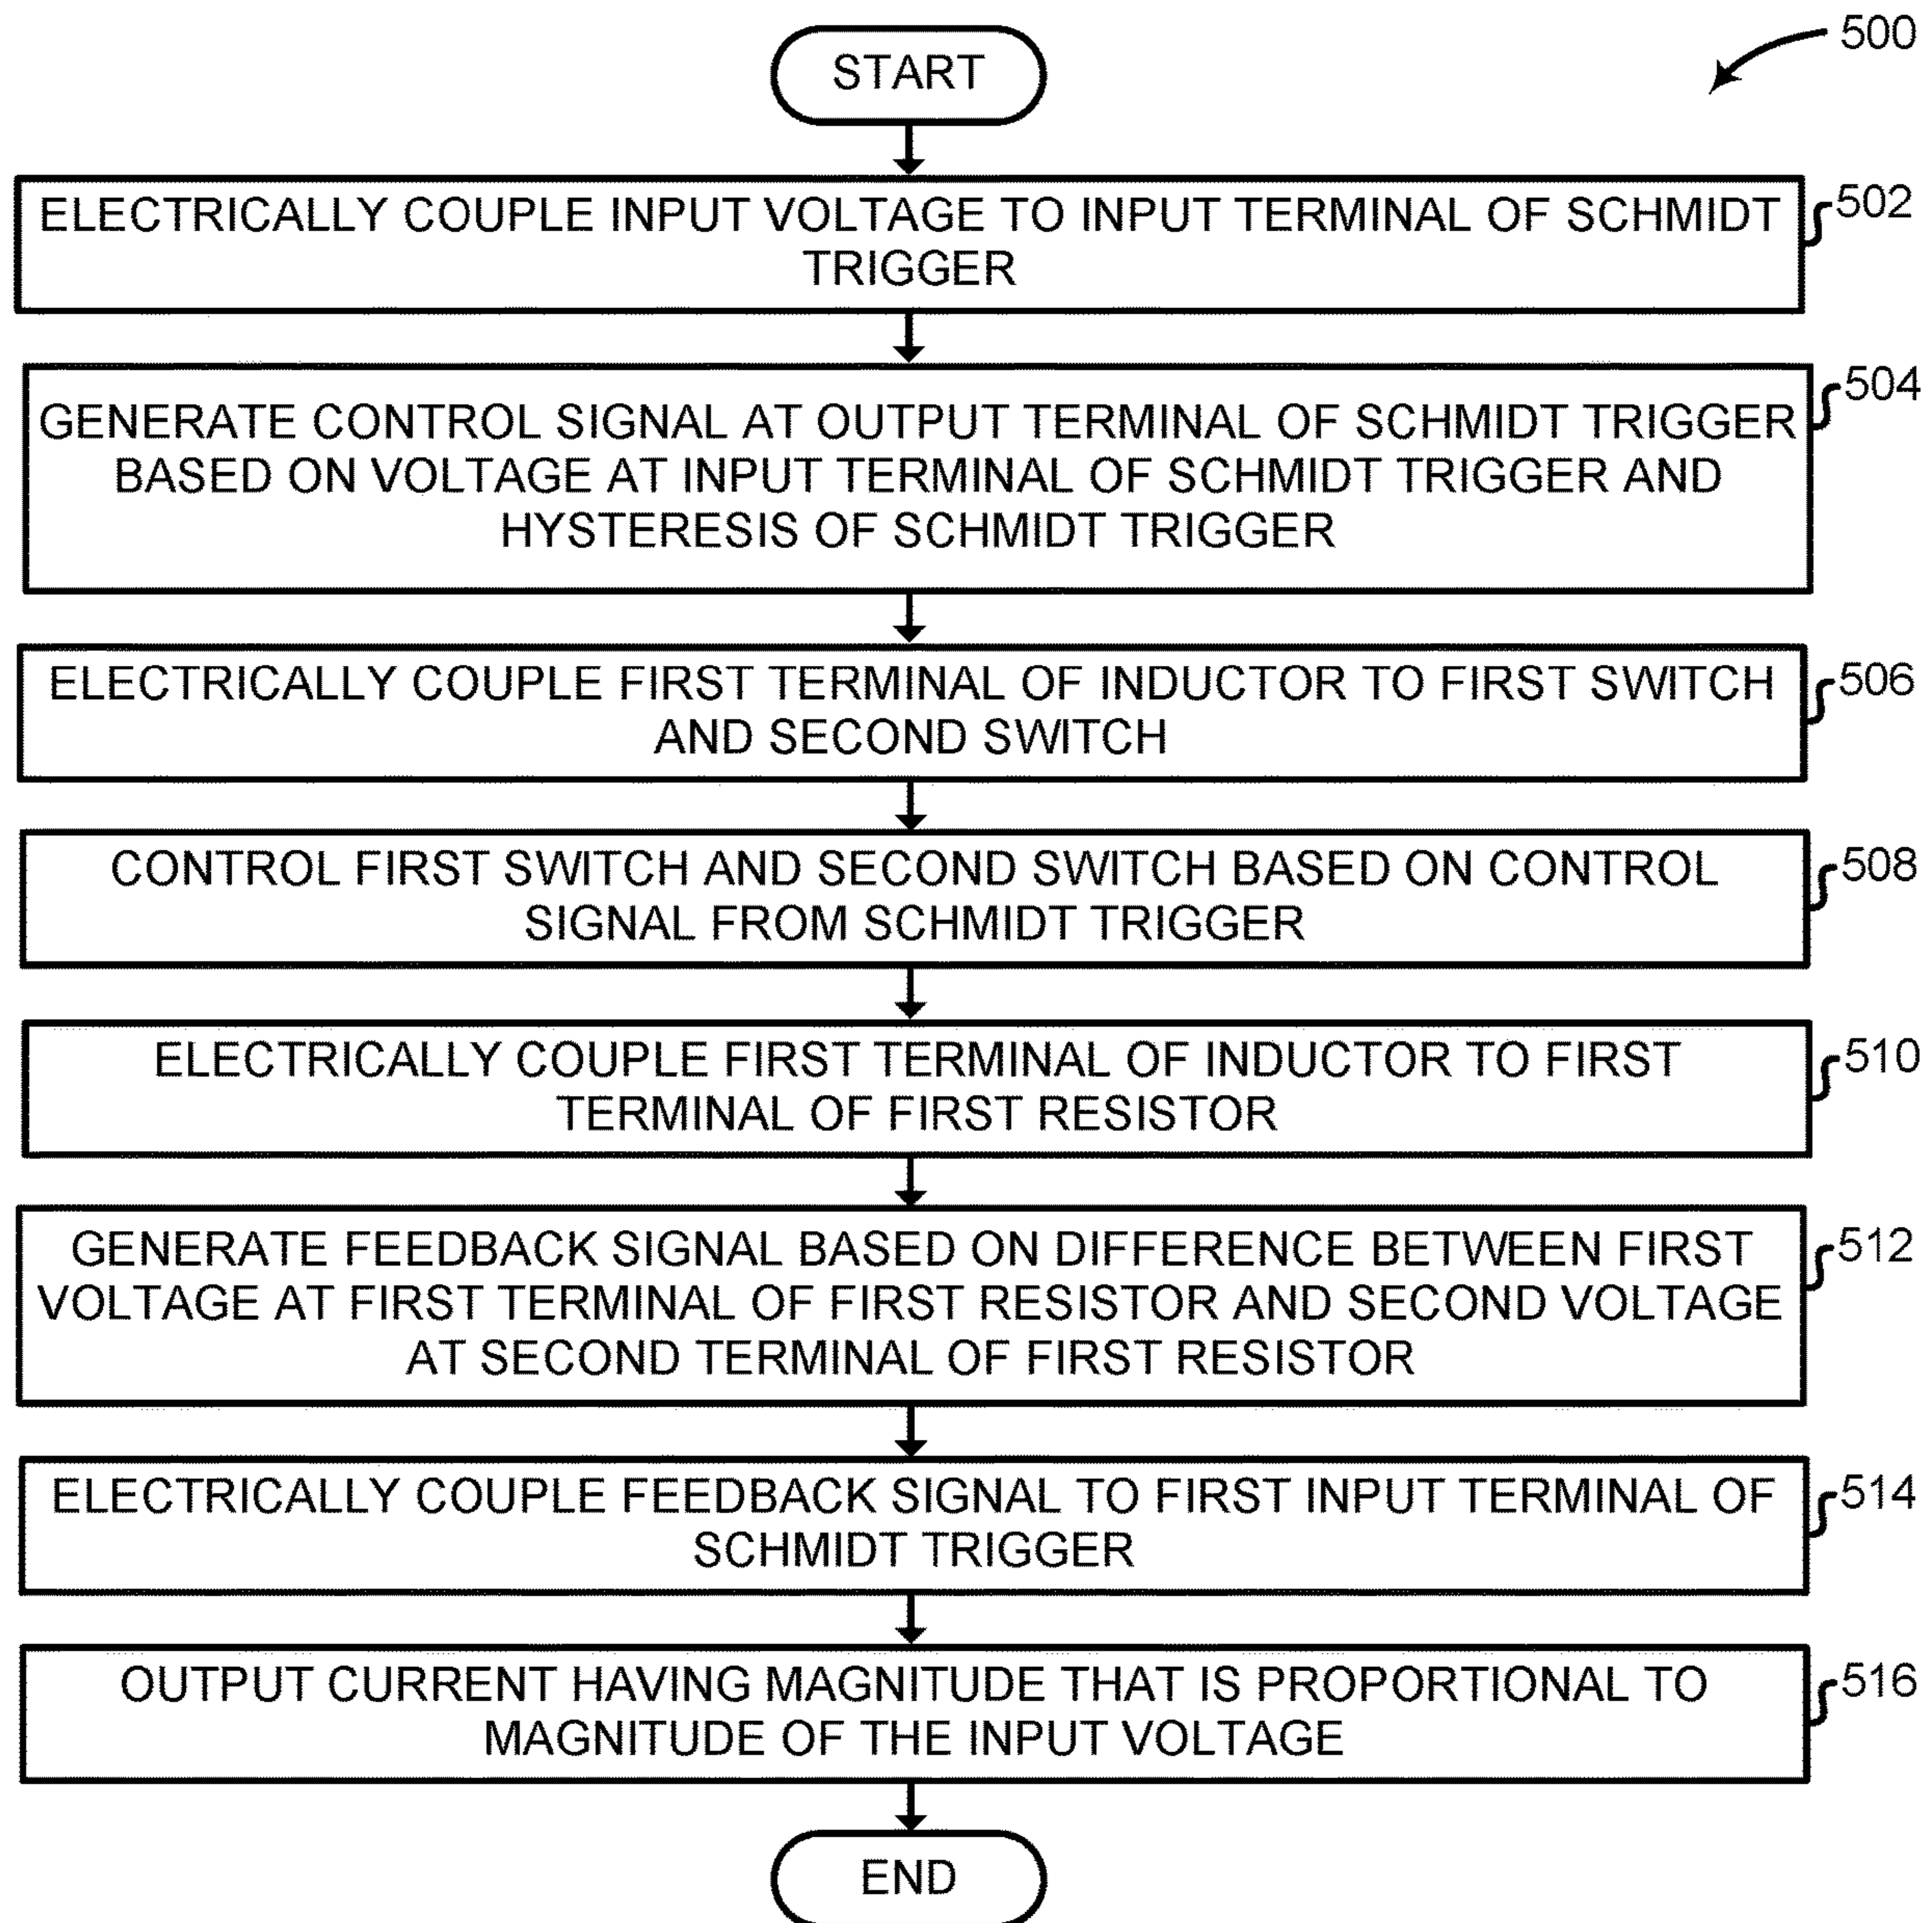 500
START
ELECTRICALLY COUPLE INPUT VOLTAGE TO INPUT TERMINAL OF SCHMIDT
TRIGGER
502
GENERATE CONTROL SIGNAL AT OUTPUT TERMINAL OF SCHMIDT TRIGGER
BASED ON VOLTAGE AT INPUT TERMINAL OF SCHMIDT TRIGGER AND
HYSTERESIS OF SCHMIDT TRIGGER
504
ELECTRICALLY COUPLE FIRST TERMINAL OF INDUCTOR TO FIRST SWITCH
AND SECOND SWITCH
506
CONTROL FIRST SWITCH AND SECOND SWITCH BASED ON CONTROL
SIGNAL FROM SCHMIDT TRIGGER
508
ELECTRICALLY COUPLE FIRST TERMINAL OF INDUCTOR TO FIRST
TERMINAL OF FIRST RESISTOR
510
GENERATE FEEDBACK SIGNAL BASED ON DIFFERENCE BETWEEN FIRST
VOLTAGE AT FIRST TERMINAL OF FIRST RESISTOR AND SECOND VOLTAGE
AT SECOND TERMINAL OF FIRST RESISTOR
512
ELECTRICALLY COUPLE FEEDBACK SIGNAL TO FIRST INPUT TERMINAL OF
SCHMIDT TRIGGER
514
OUTPUT CURRENT HAVING MAGNITUDE THAT IS PROPORTIONAL TO
MAGNITUDE OF THE INPUT VOLTAGE
516
END